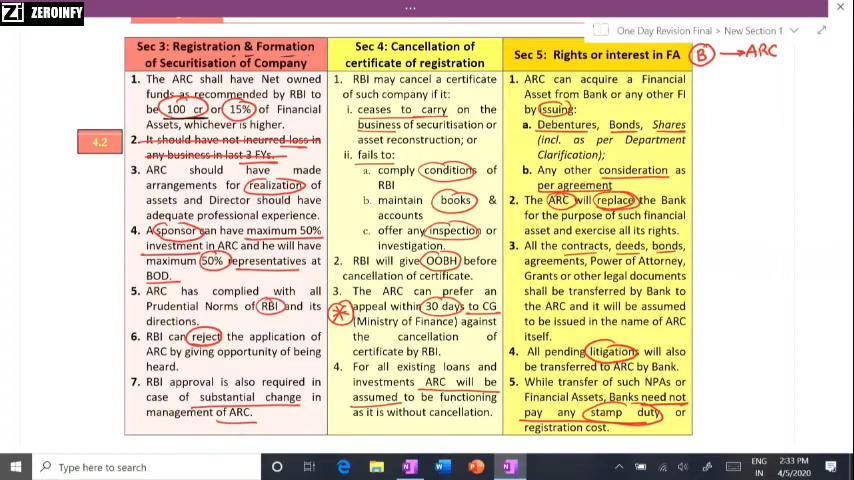 Zi ZEROINFY
...
One Day Revision Final > New Section 1
B → ARC
4.2
Sec 3: Registration & Formation
of Securitisation of Company
1. The ARC shall have Net owned
funds as recommended by RBI to
be 100 cr or 15% of Financial
Assets, whichever is higher.
2. It should have not incurred loss in
any business in last 3 FYs.
3. ARC should have made
arrangements for realization of
assets and Director should have
adequate professional experience.
4. A sponsor can have maximum 50%
investment in ARC and he will have
maximum 50% representatives at
BOD.
5. ARC has complied with all
Prudential Norms of RBI and its
directions.
6. RBI can reject the application of
ARC by giving opportunity of being
heard.
7. RBI approval is also required in
case of substantial change in
management of ARC.
Sec 4: Cancellation of
certificate of registration
1. RBI may cancel a certificate
of such company if it:
i. ceases to carry on the
business of securitisation or
asset reconstruction; or
ii. fails to:
a. comply conditions of
RBI
b. maintain books &
accounts
c. offer any inspection or
investigation.
2. RBI will give OOBH before
cancellation of certificate.
3. The ARC can prefer an
appeal within 30 days to CG
(Ministry of Finance) against
the cancellation of
certificate by RBI.
4. For all existing loans and
investments ARC will be
assumed to be functioning
as it is without cancellation.
Sec 5: Rights or interest in FA
1. ARC can acquire a Financial
Asset from Bank or any other FI
by issuing:
a. Debentures, Bonds, Shares
(incl. as per Department
Clarification);
b. Any other consideration as
per agreement
2. The ARC will replace the Bank
for the purpose of such financial
asset and exercise all its rights.
3. All the contracts, deeds, bonds,
agreements, Power of Attorney,
Grants or other legal documents
shall be transferred by Bank to
the ARC and it will be assumed
to be issued in the name of ARC
itself.
4. All pending litigations will also
be transferred to ARC by Bank.
5. While transfer of such NPAs or
Financial Assets, Banks need not
pay any stamp duty or
registration cost.
Type here to search
ENG
IN
2:33 PM
4/5/2020